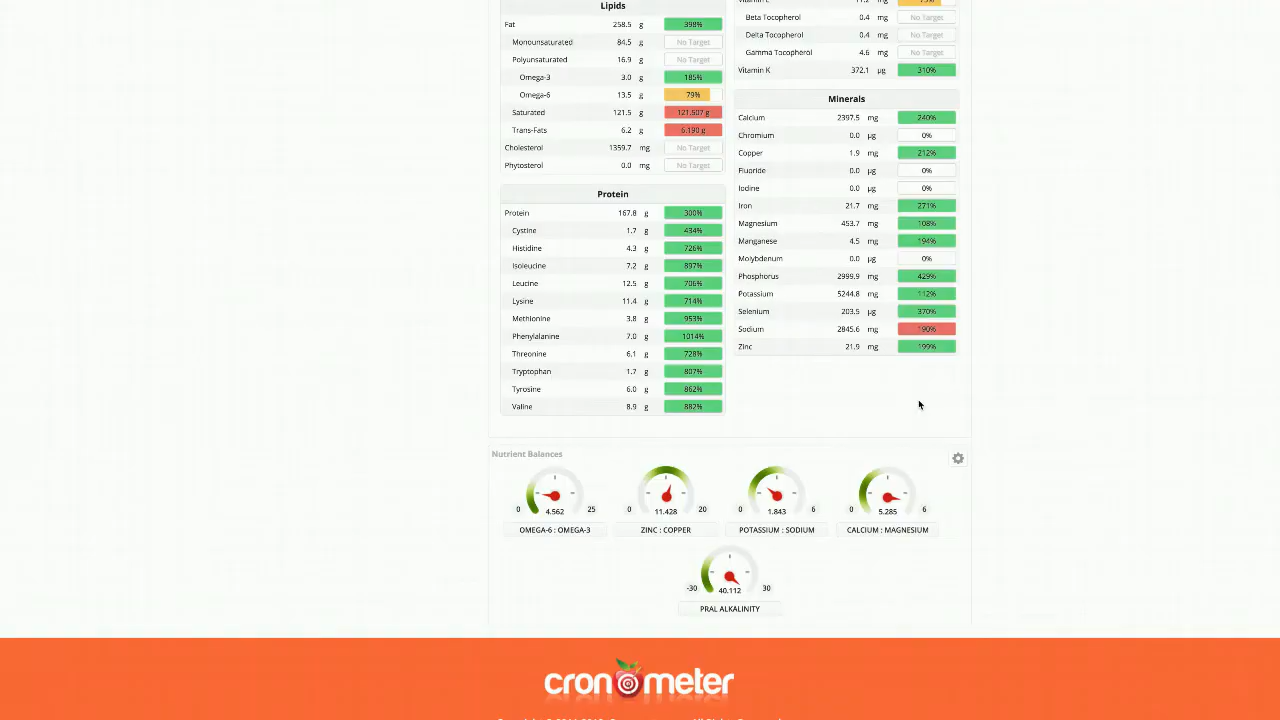 Lipids
Fat 258.5 g 398%
Monounsaturated 84.5 g No Target
Polyunsaturated 16.9 g No Target
Omega-3 3.0 g 185%
Omega-6 13.5 g 79%
Saturated 121.5 g 121.507 g
Trans-Fats 6.2 g 6.190 g
Cholesterol 1359.7 mg No Target
Phytosterol 0.0 mg No Target
Protein
Protein 167.8 g 300%
Cystine 1.7 g 434%
Histidine 4.3 g 726%
Isoleucine 7.2 g 897%
Leucine 12.5 g 706%
Lysine 11.4 g 714%
Methionine 3.8 g 953%
Phenylalanine 7.0 g 1014%
Threonine 6.1 g 728%
Tryptophan 1.7 g 807%
Tyrosine 6.0 g 862%
Valine 8.9 g 882%
Beta Tocopherol 0.4 mg No Target
Delta Tocopherol 0.4 mg No Target
Gamma Tocopherol 4.6 mg No Target
Vitamin K 372.1 µg 310%
Minerals
Calcium 2397.5 mg 240%
Chromium 0.0 µg 0%
Copper 1.9 mg 212%
Fluoride 0.0 µg 0%
Iodine 0.0 µg 0%
Iron 21.7 mg 271%
Magnesium 453.7 mg 108%
Manganese 4.5 mg 194%
Molybdenum 0.0 µg 0%
Phosphorus 2999.9 mg 429%
Potassium 5244.8 mg 112%
Selenium 203.5 µg 370%
Sodium 2845.6 mg 190%
Zinc 21.9 mg 199%
Nutrient Balances
0 4.562 25
OMEGA-6 : OMEGA-3
0 11.428 20
ZINC : COPPER
0 1.843 6
POTASSIUM : SODIUM
0 5.285 6
CALCIUM : MAGNESIUM
-30 40.112 30
PRAL ALKALINITY
cronometer